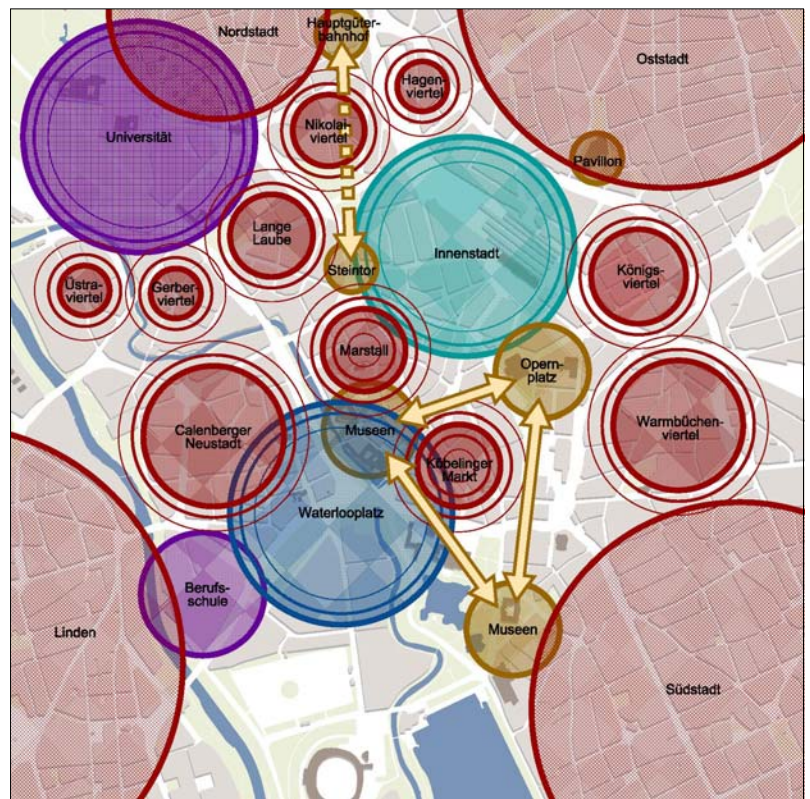 Nordstadt
Hauptgüter-
bahnhof
Oststadt
Hagen-
viertel
Nikolai-
viertel
Universität
Pavillon
Lange
Laube
Innenstadt
Steintor
Königs-
viertel
Üstra-
viertel
Gerber-
viertel
Marstall
Opern-
platz
Calenberger
Neustadt
Museen
Warmbüchen-
viertel
Köbelinger
Markt
Waterlooplatz
Berufs-
schule
Linden
Museen
Südstadt